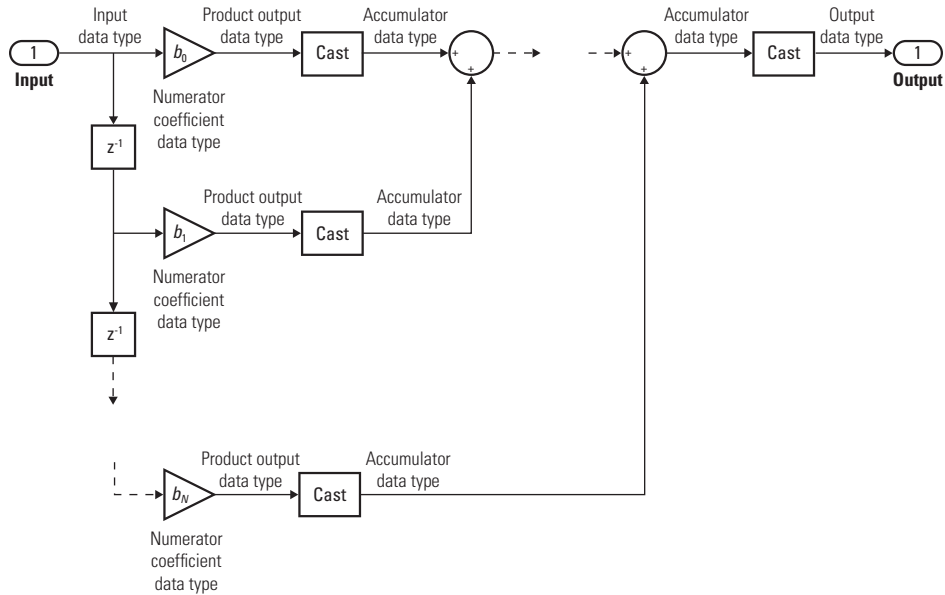 Input
data type
Product output
data type
Accumulator
data type
Accumulator
data type
Output
data type
1
b0
Cast
+
+
+
+
Cast
1
Input
Output
Numerator
coefficient
data type
z-1
Product output
data type
Accumulator
data type
b1
Cast
Numerator
coefficient
data type
z-1
Product output
data type
Accumulator
data type
bN
Cast
Numerator
coefficient
data type